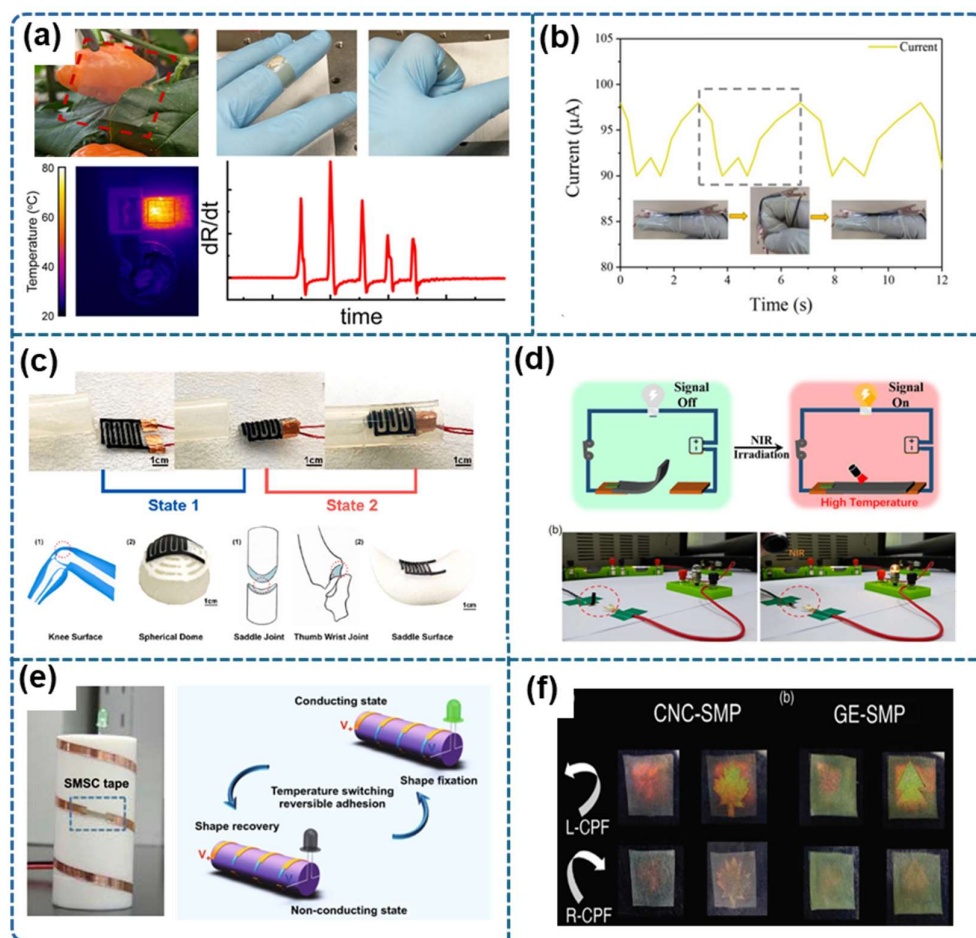 (a)
80
60
40
20
Temperature (°C)
dR/dt
time
(b)
105
100
95
90
85
80
Current (µA)
Current
0 2 4 6 8 10 12
Time (s)
(c)
1cm
1cm
1cm
State 1
State 2
(1)
(2)
(1)
(2)
1cm
1cm
Knee Surface
Spherical Dome
Saddle Joint
Thumb Wrist Joint
Saddle Surface
(d)
Signal
Off
NIR
Irradiation
Signal
On
High Temperature
(b)
NIR
(e)
SMSC tape
Conducting state
V+
Shape fixation
Temperature switching
reversible adhesion
Shape recovery
V+
Non-conducting state
(f)
(b)
CNC-SMP
GE-SMP
L-CPF
R-CPF